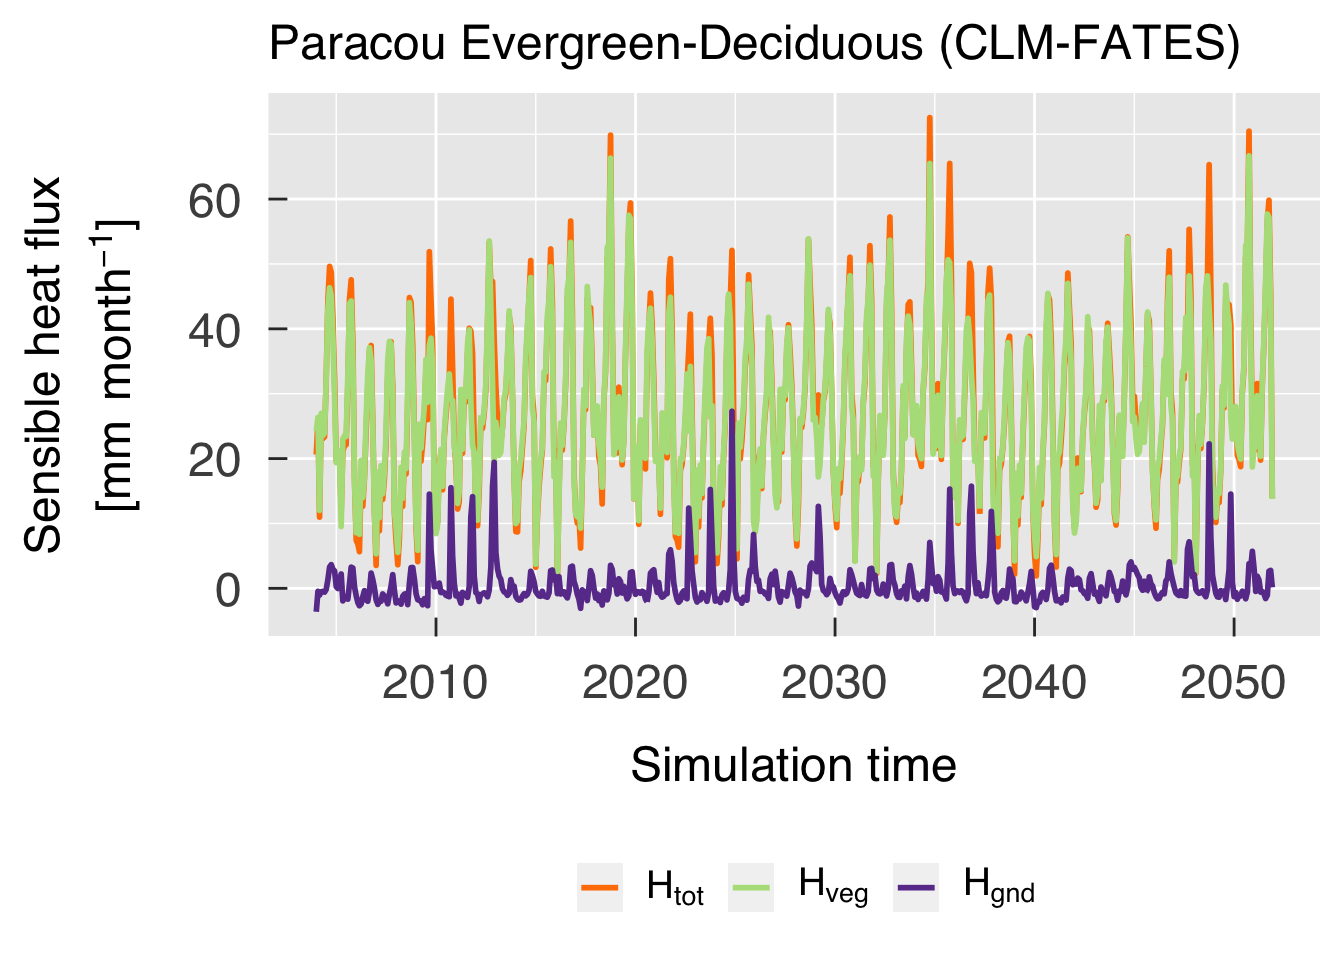 Paracou Evergreen-Deciduous (CLM-FATES)
Sensible heat flux
[mm month⁻¹]
60
40
20
0
2010 2020 2030 2040 2050
Simulation time
H_tot H_veg H_gnd